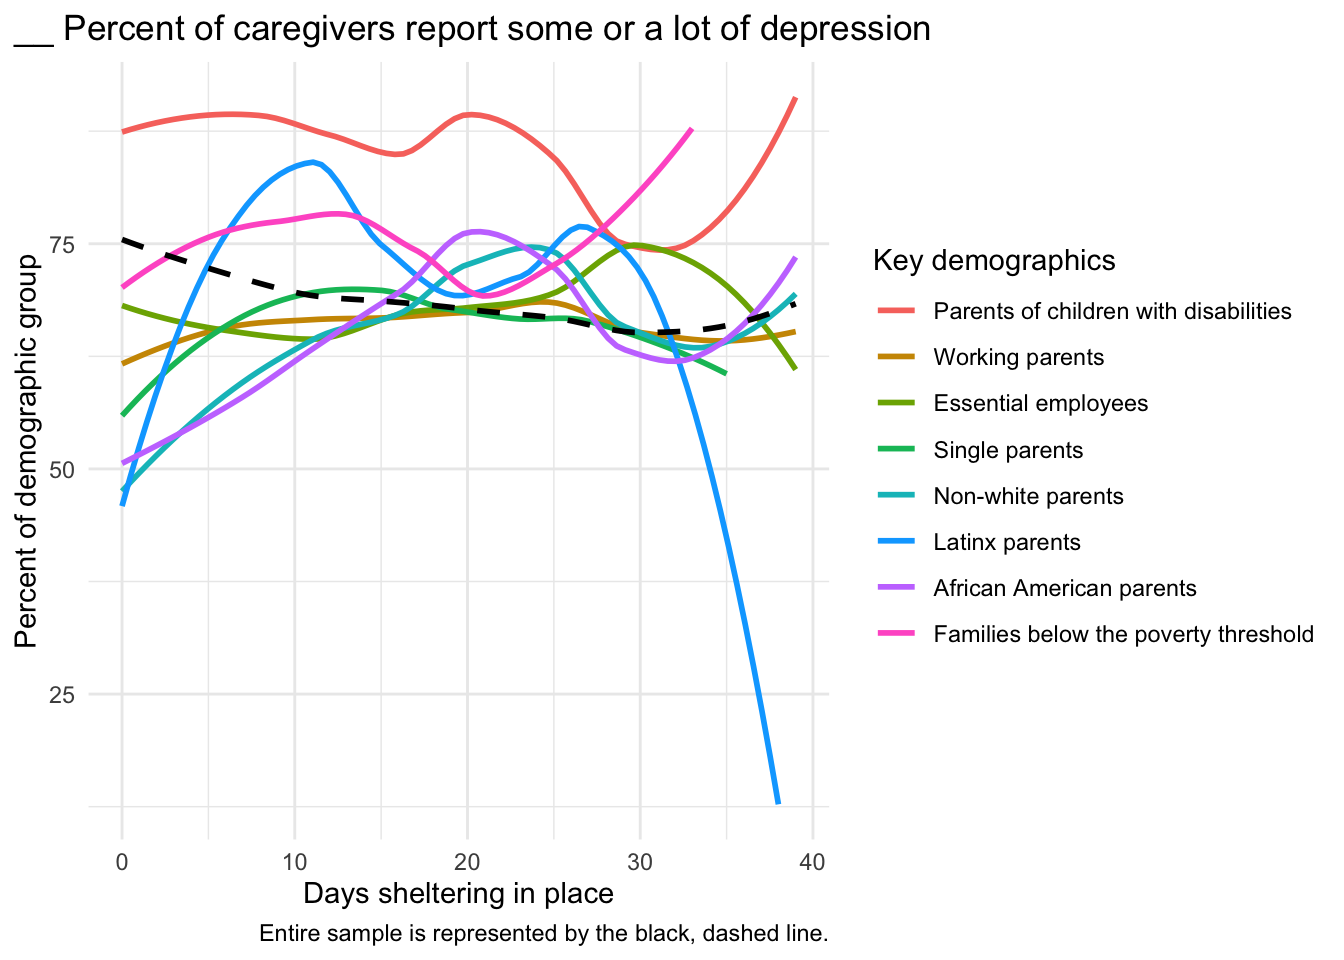 __ Percent of caregivers report some or a lot of depression
Percent of demographic group
75
50
25
0 10 20 30 40
Days sheltering in place
Entire sample is represented by the black, dashed line.
Key demographics
Parents of children with disabilities
Working parents
Essential employees
Single parents
Non-white parents
Latinx parents
African American parents
Families below the poverty threshold